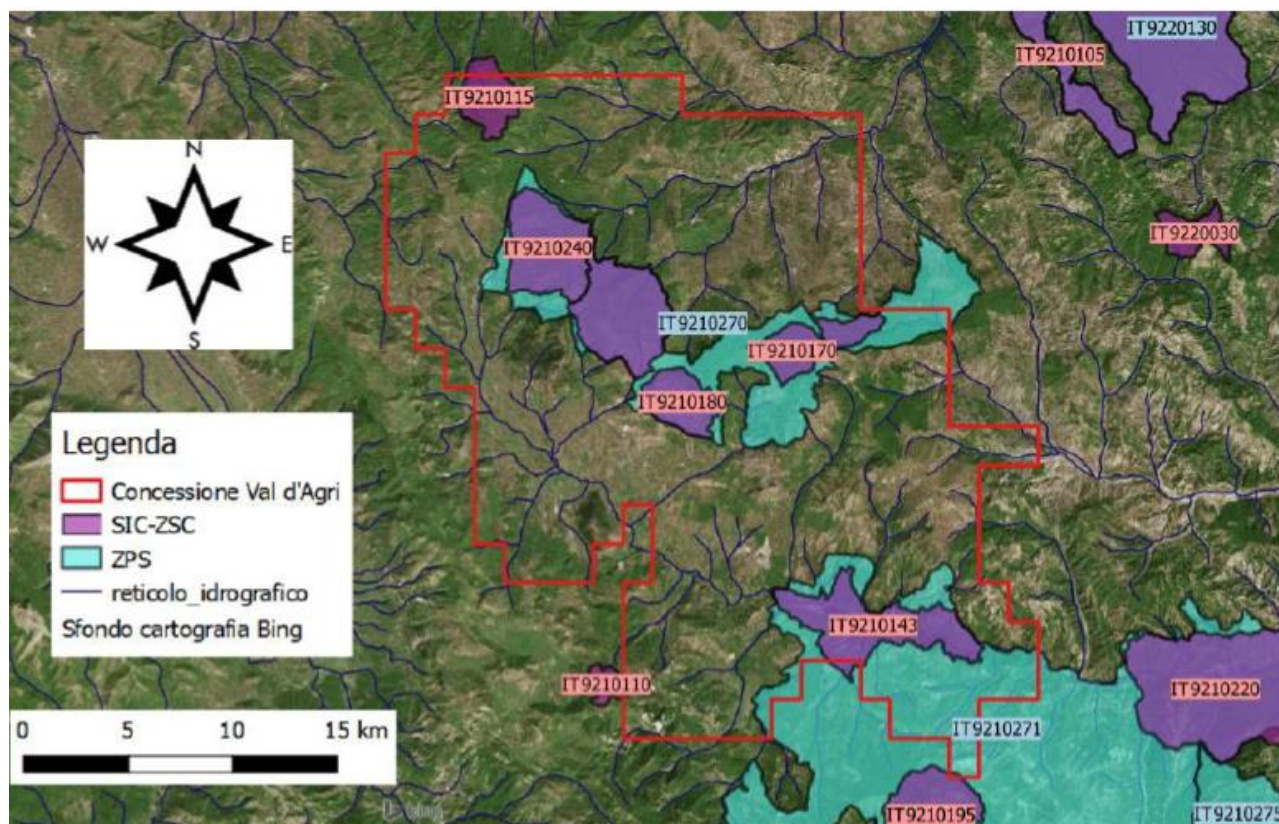 IT9220130
IT9210105
IT9210115
N
W
E
S
IT9220030
IT9210240
IT9210270
IT9210170
IT9210180
Legenda
Concessione Val d'Agri
SIC-ZSC
ZPS
reticolo_idrografico
Sfondo cartografia Bing
IT9210143
IT9210110
IT9210220
IT9210271
0 5 10 15 km
IT9210195
IT9210275